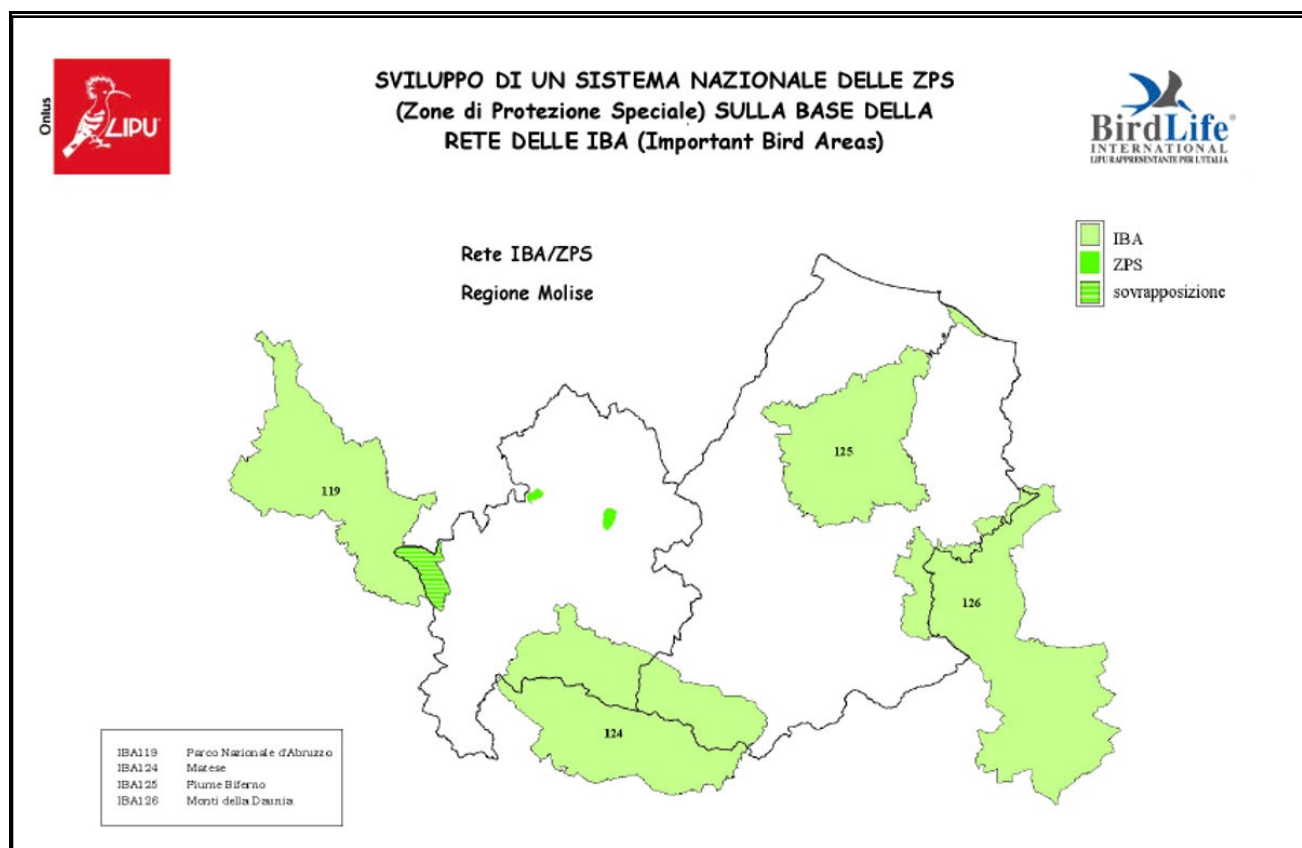 Onlus
LIPU
SVILUPPO DI UN SISTEMA NAZIONALE DELLE ZPS
(Zone di Protezione Speciale) SULLA BASE DELLA
RETE DELLE IBA (Important Bird Areas)
BirdLife®
INTERNATIONAL
LIPU RAPPRESENTANTE PER L'ITALIA
Rete IBA/ZPS
Regione Molise
IBA
ZPS
sovrapposizione
119
125
126
124
IBA119 Parco Nazionale d'Abruzzo
IBA124 Matese
IBA125 Fiume Biferno
IBA126 Monti della Daunia